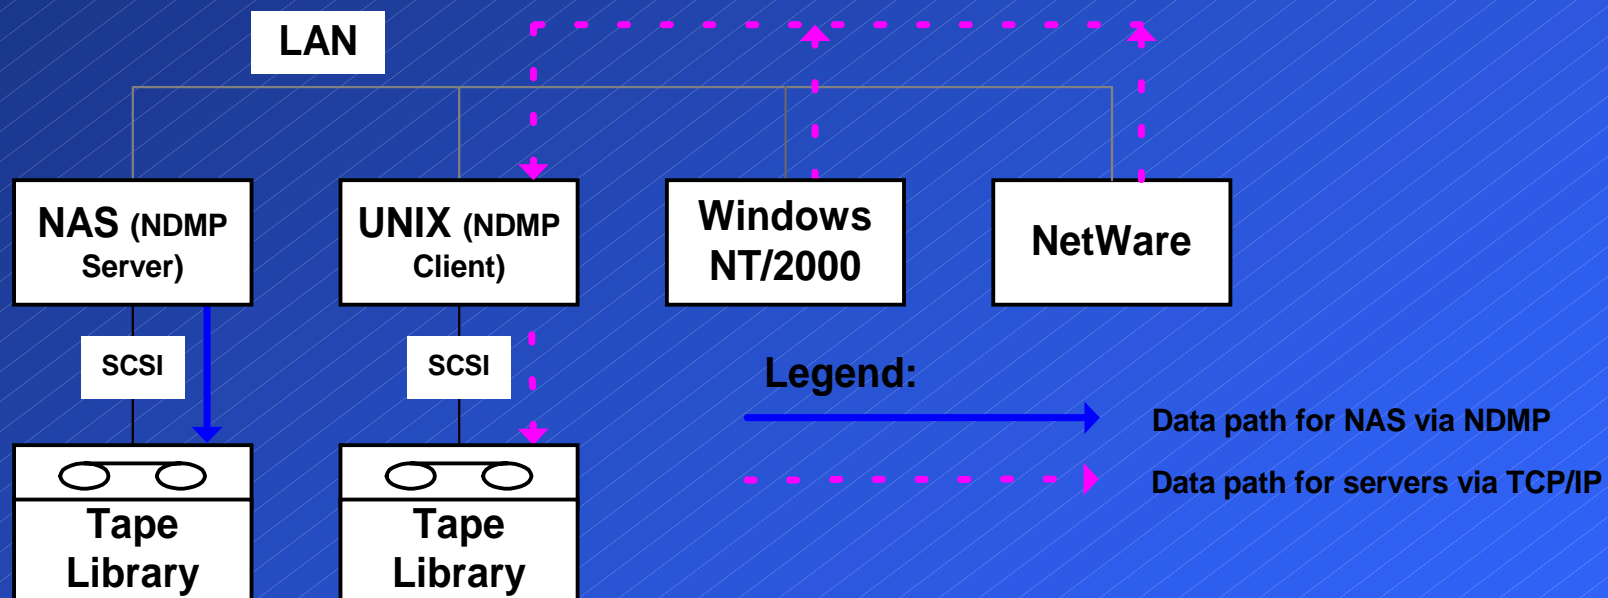 LAN
NAS (NDMP
Server)
UNIX (NDMP
Client)
Windows
NT/2000
NetWare
SCSI
SCSI
Legend:
Data path for NAS via NDMP
Data path for servers via TCP/IP
Tape
Library
Tape
Library